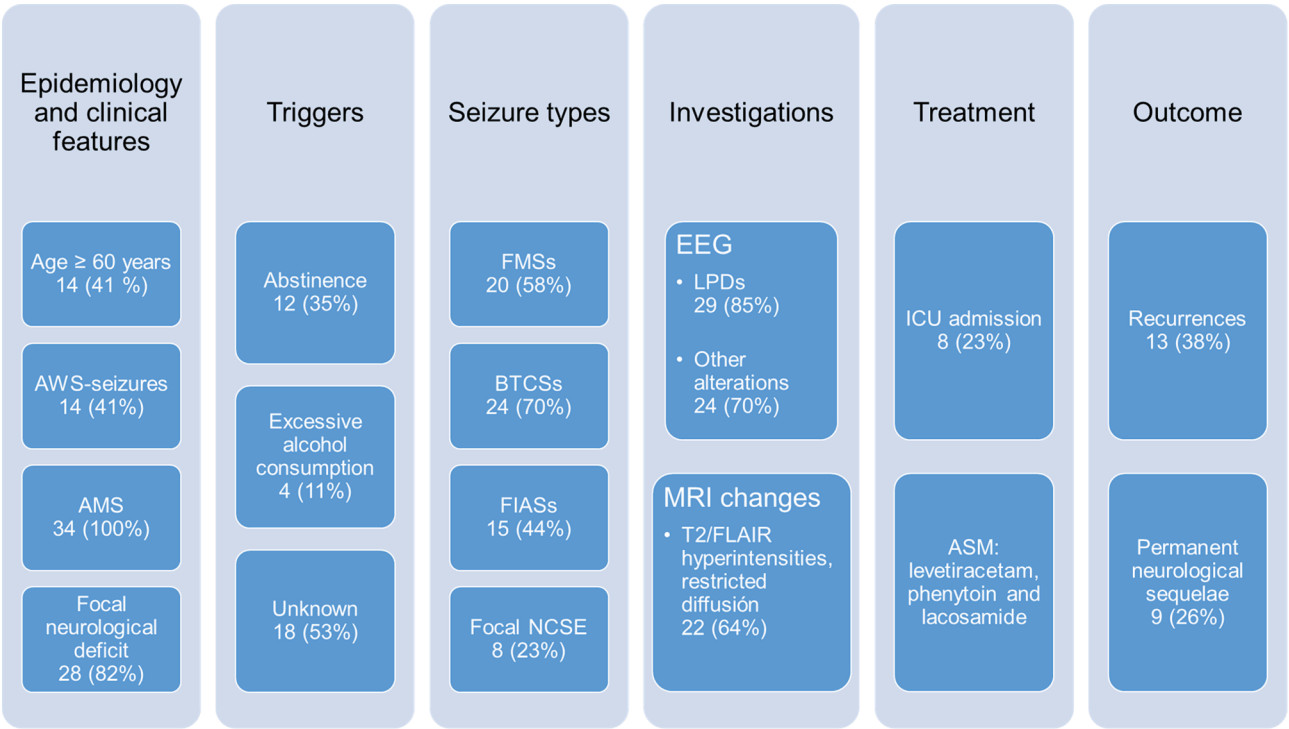 Epidemiology
and clinical
features
Age ≥ 60 years
14 (41 %)
AWS-seizures
14 (41%)
AMS
34 (100%)
Focal
neurological
deficit
28 (82%)
Triggers
Abstinence
12 (35%)
Excessive
alcohol
consumption
4 (11%)
Unknown
18 (53%)
Seizure types
FMSs
20 (58%)
BTCSs
24 (70%)
FIASs
15 (44%)
Focal NCSE
8 (23%)
Investigations
EEG
• LPDs
29 (85%)
• Other
alterations
24 (70%)
MRI changes
• T2/FLAIR
hyperintensities,
restricted
diffusión
22 (64%)
Treatment
ICU admission
8 (23%)
ASM:
levetiracetam,
phenytoin and
lacosamide
Outcome
Recurrences
13 (38%)
Permanent
neurological
sequelae
9 (26%)